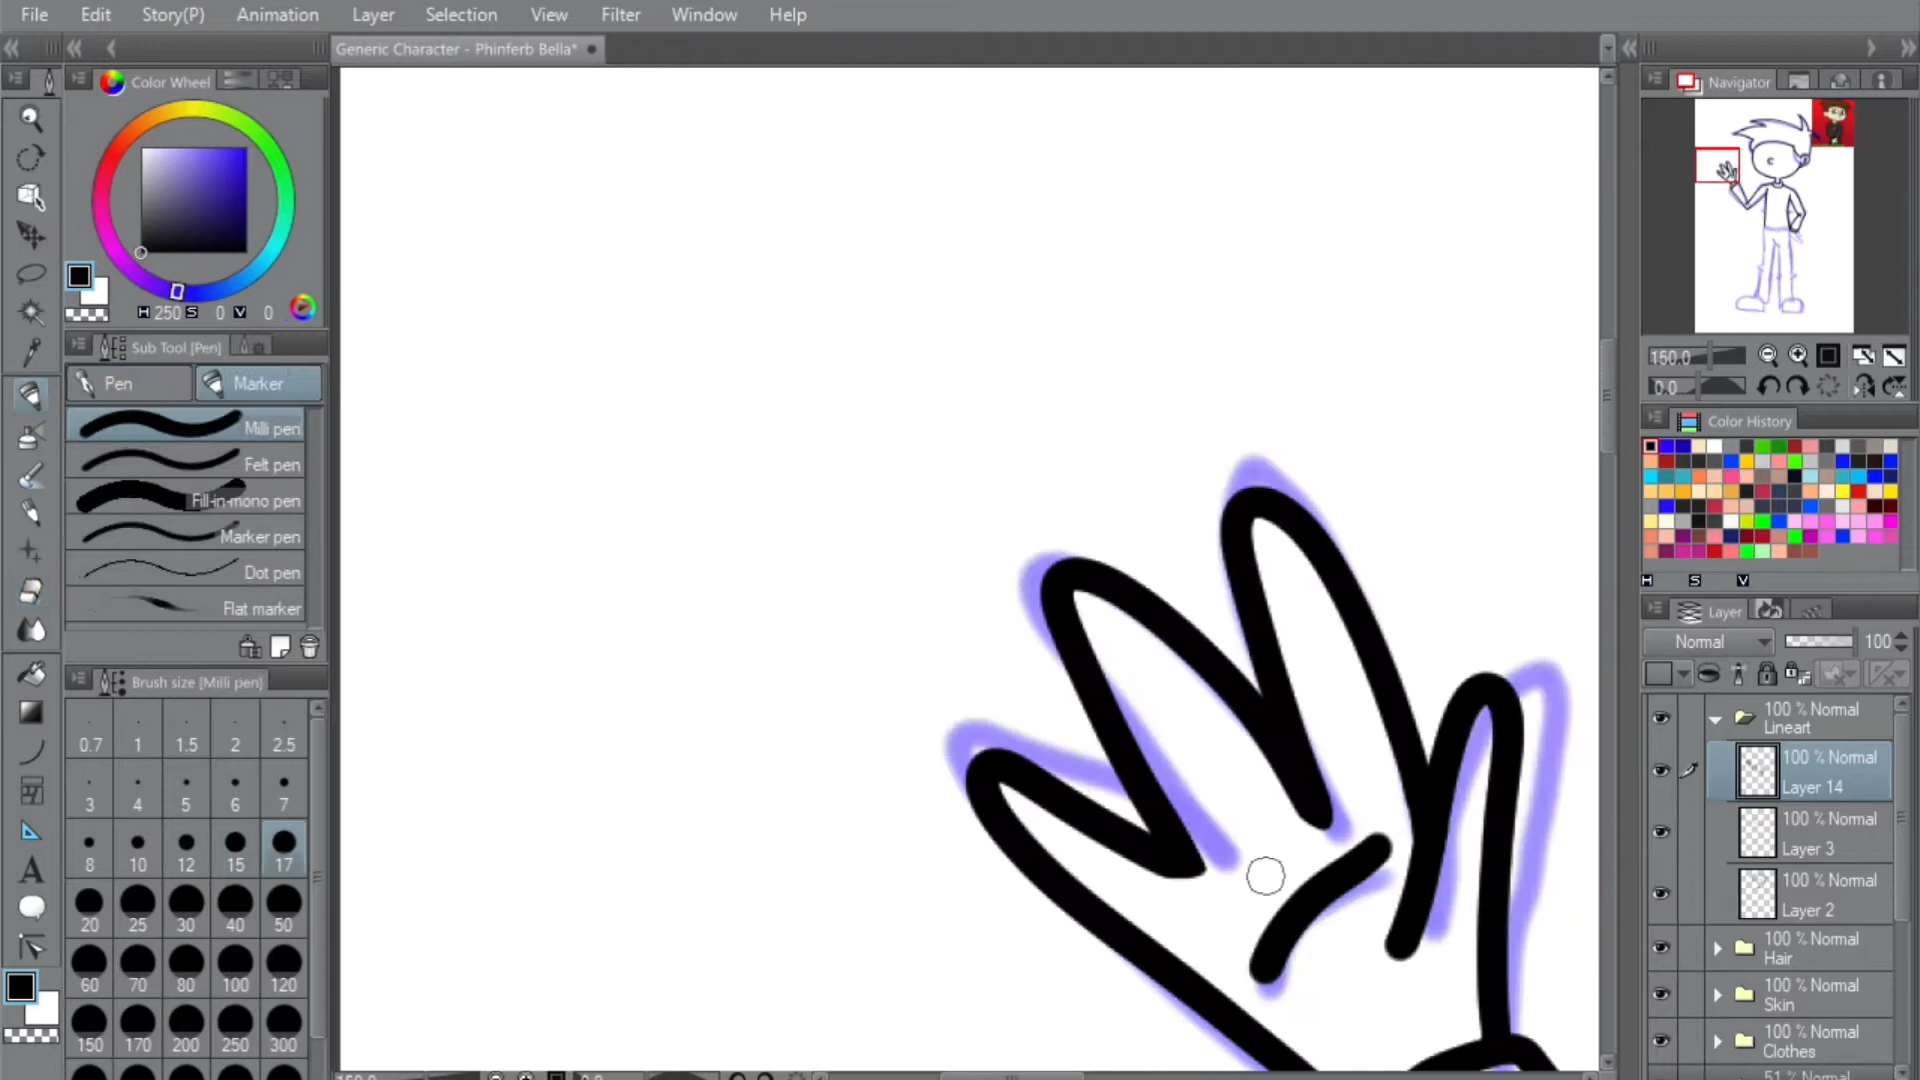 File Edit Story(P) Animation Layer Selection View Filter Window Help
Generic Character - Phinferb Bella*
Color Wheel
H 250 S 0 V 0
Sub Tool [Pen]
Pen Marker
Milli pen
Felt pen
Fill-in-mono pen
Marker pen
Dot pen
Flat marker
Brush size [Milli pen]
0.7 1 1.5 2 2.5
3 4 5 6 7
8 10 12 15 17
20 25 30 40 50
60 70 80 100 120
150 170 200 250 300
Navigator
150.0
0.0
Color History
H S V
Layer
Normal 100
100 % Normal
Lineart
100 % Normal
Layer 14
100 % Normal
Layer 3
100 % Normal
Layer 2
100 % Normal
Hair
100 % Normal
Skin
100 % Normal
Clothes